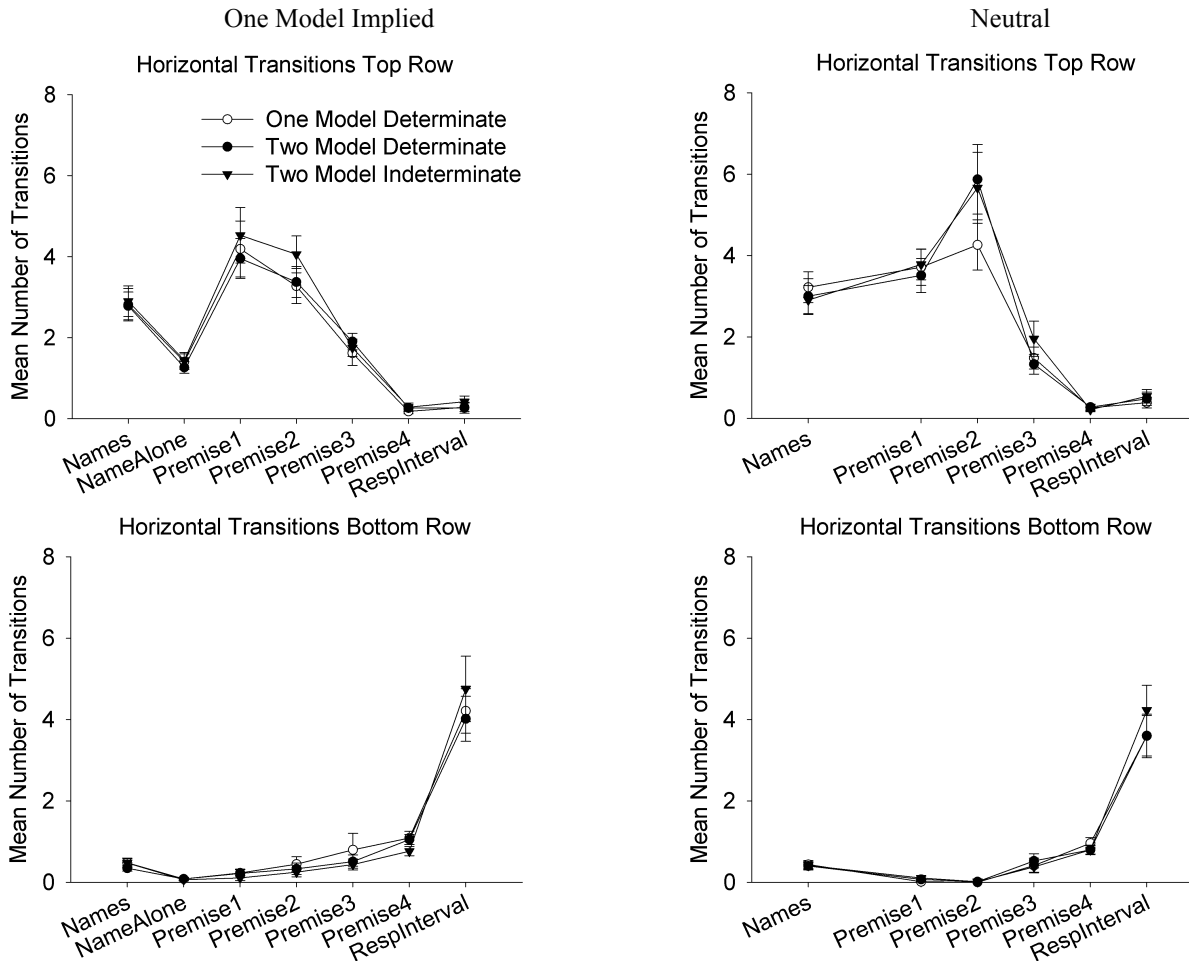 One Model Implied
Neutral
Horizontal Transitions Top Row
Mean Number of Transitions
8
6
4
2
0
One Model Determinate
Two Model Determinate
Two Model Indeterminate
Names
NameAlone
Premise1
Premise2
Premise3
Premise4
RespInterval
Horizontal Transitions Top Row
Mean Number of Transitions
8
6
4
2
0
Names
Premise1
Premise2
Premise3
Premise4
RespInterval
Horizontal Transitions Bottom Row
Mean Number of Transitions
8
6
4
2
0
Names
NameAlone
Premise1
Premise2
Premise3
Premise4
RespInterval
Horizontal Transitions Bottom Row
Mean Number of Transitions
8
6
4
2
0
Names
Premise1
Premise2
Premise3
Premise4
RespInterval